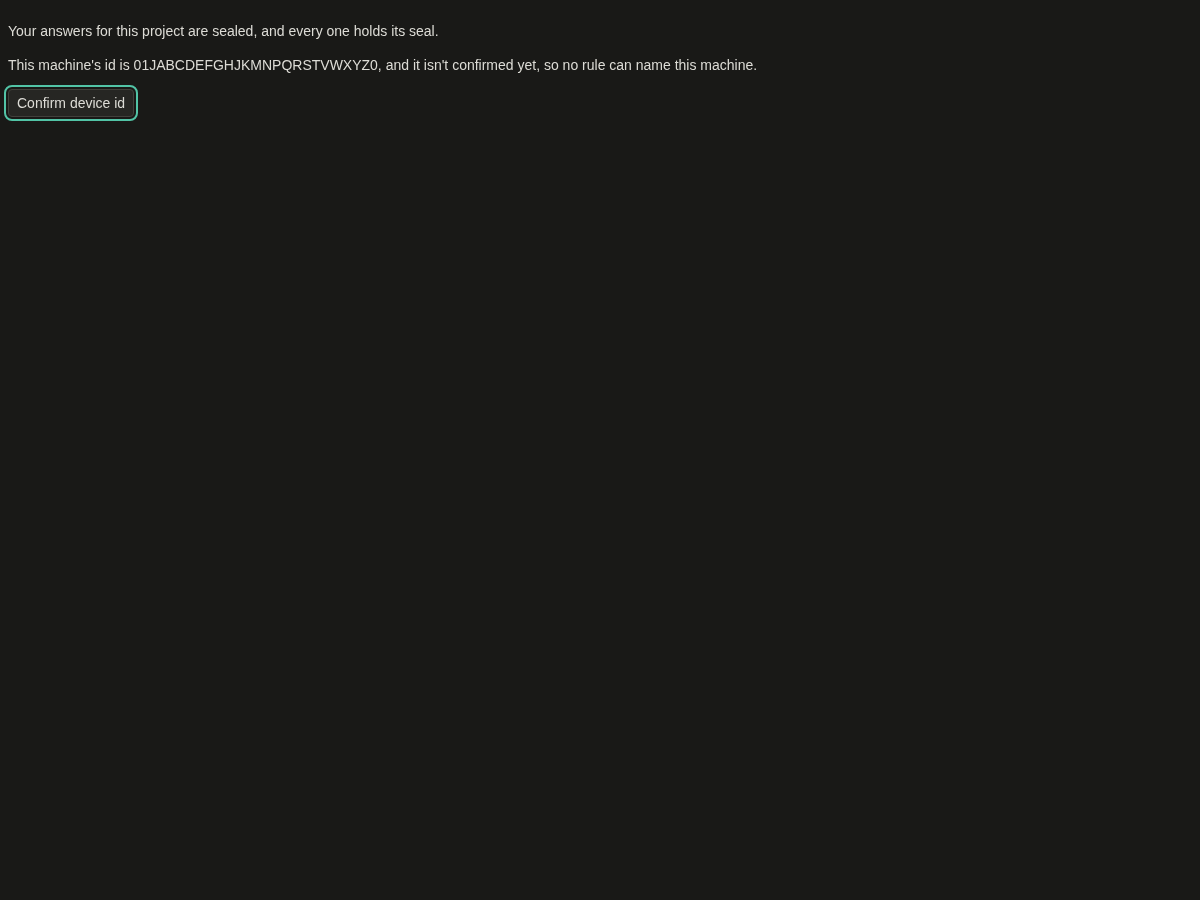 Your answers for this project are sealed, and every one holds its seal.
This machine's id is 01JABCDEFGHJKMNPQRSTVWXYZ0, and it isn't confirmed yet, so no rule can name this machine.
Confirm device id